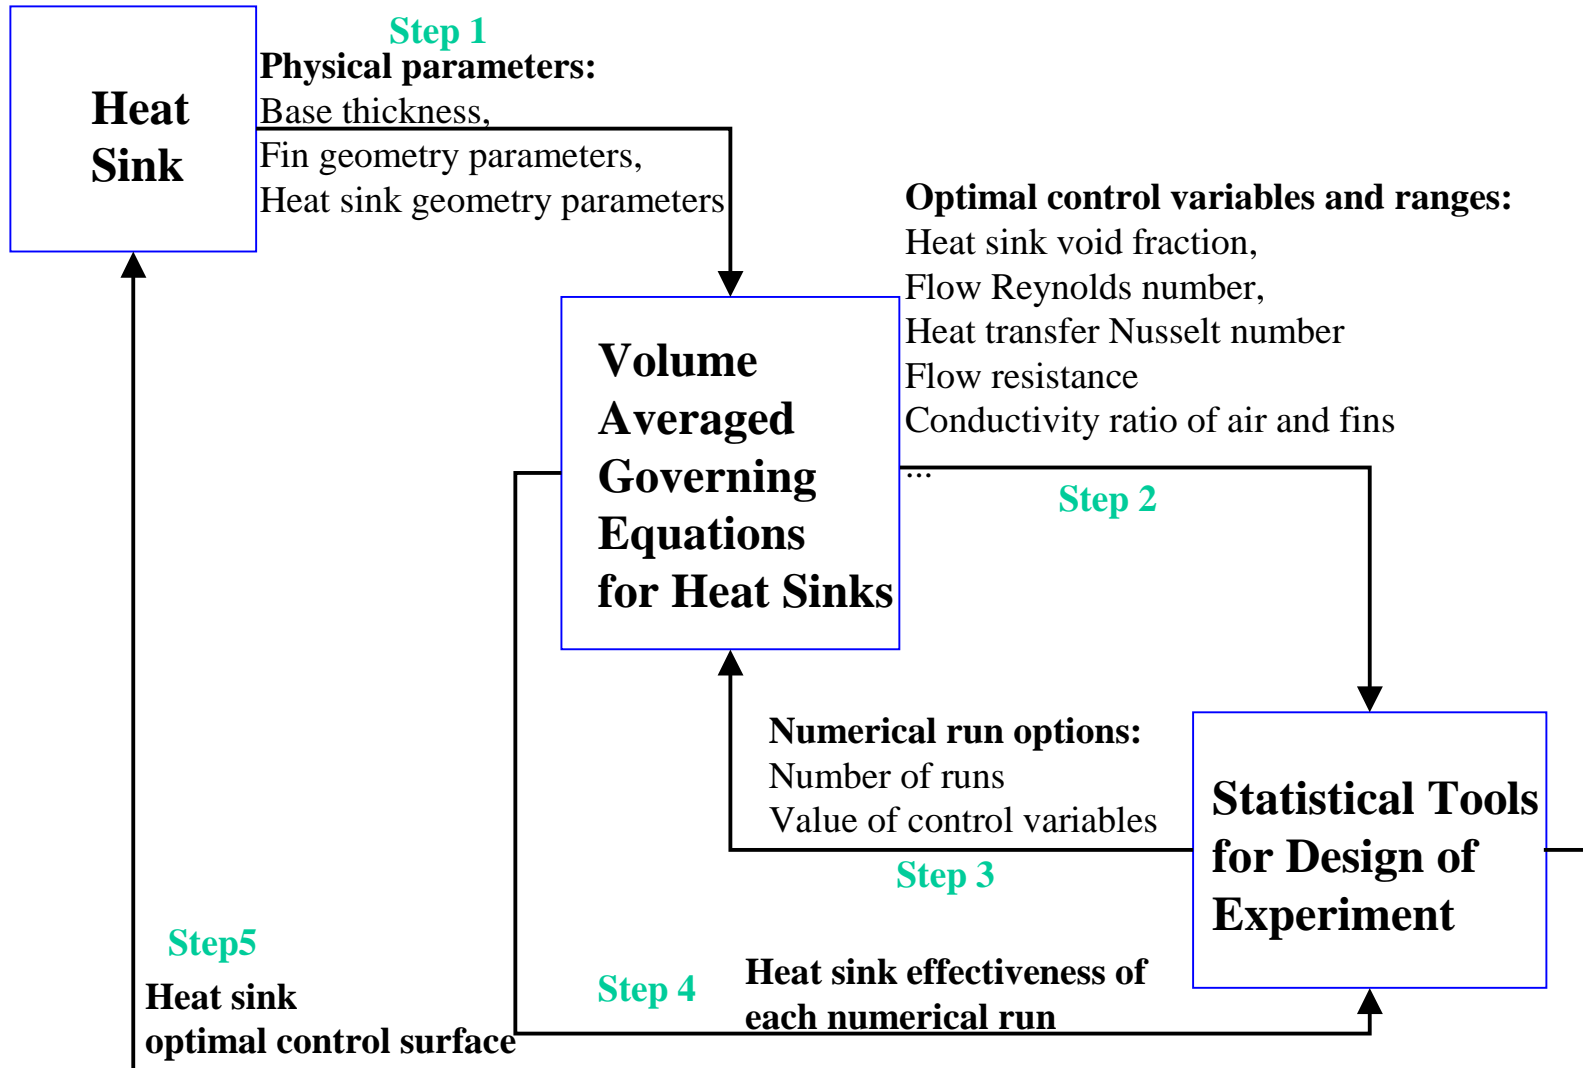 Step 1
Heat
Sink
Physical parameters:
Base thickness,
Fin geometry parameters,
Heat sink geometry parameters
Optimal control variables and ranges:
Heat sink void fraction,
Flow Reynolds number,
Heat transfer Nusselt number
Flow resistance
Conductivity ratio of air and fins
...
Step 2
Volume
Averaged
Governing
Equations
for Heat Sinks
Numerical run options:
Number of runs
Value of control variables
Step 3
Statistical Tools
for Design of
Experiment
Step 4
Heat sink effectiveness of
each numerical run
Step5
Heat sink
optimal control surface